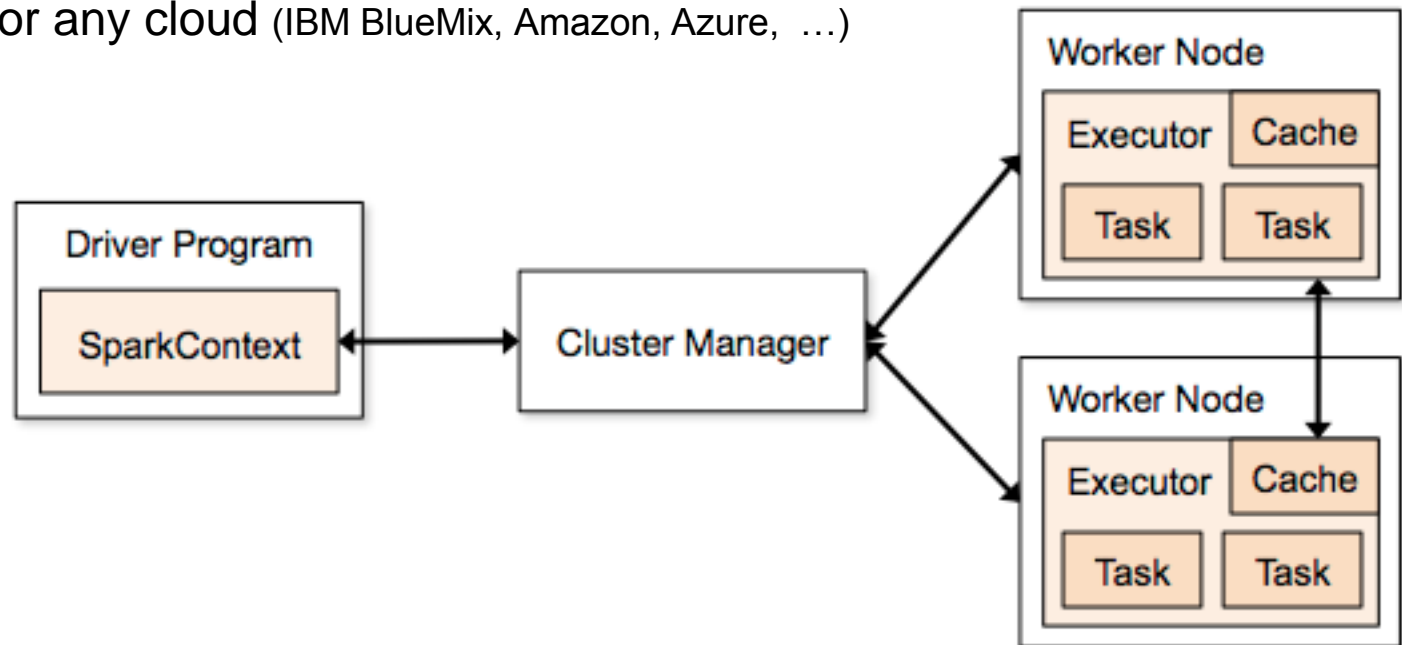 or any cloud (IBM BlueMix, Amazon, Azure, …)
Driver Program
SparkContext
Cluster Manager
Worker Node
Executor
Cache
Task
Task
Worker Node
Executor
Cache
Task
Task